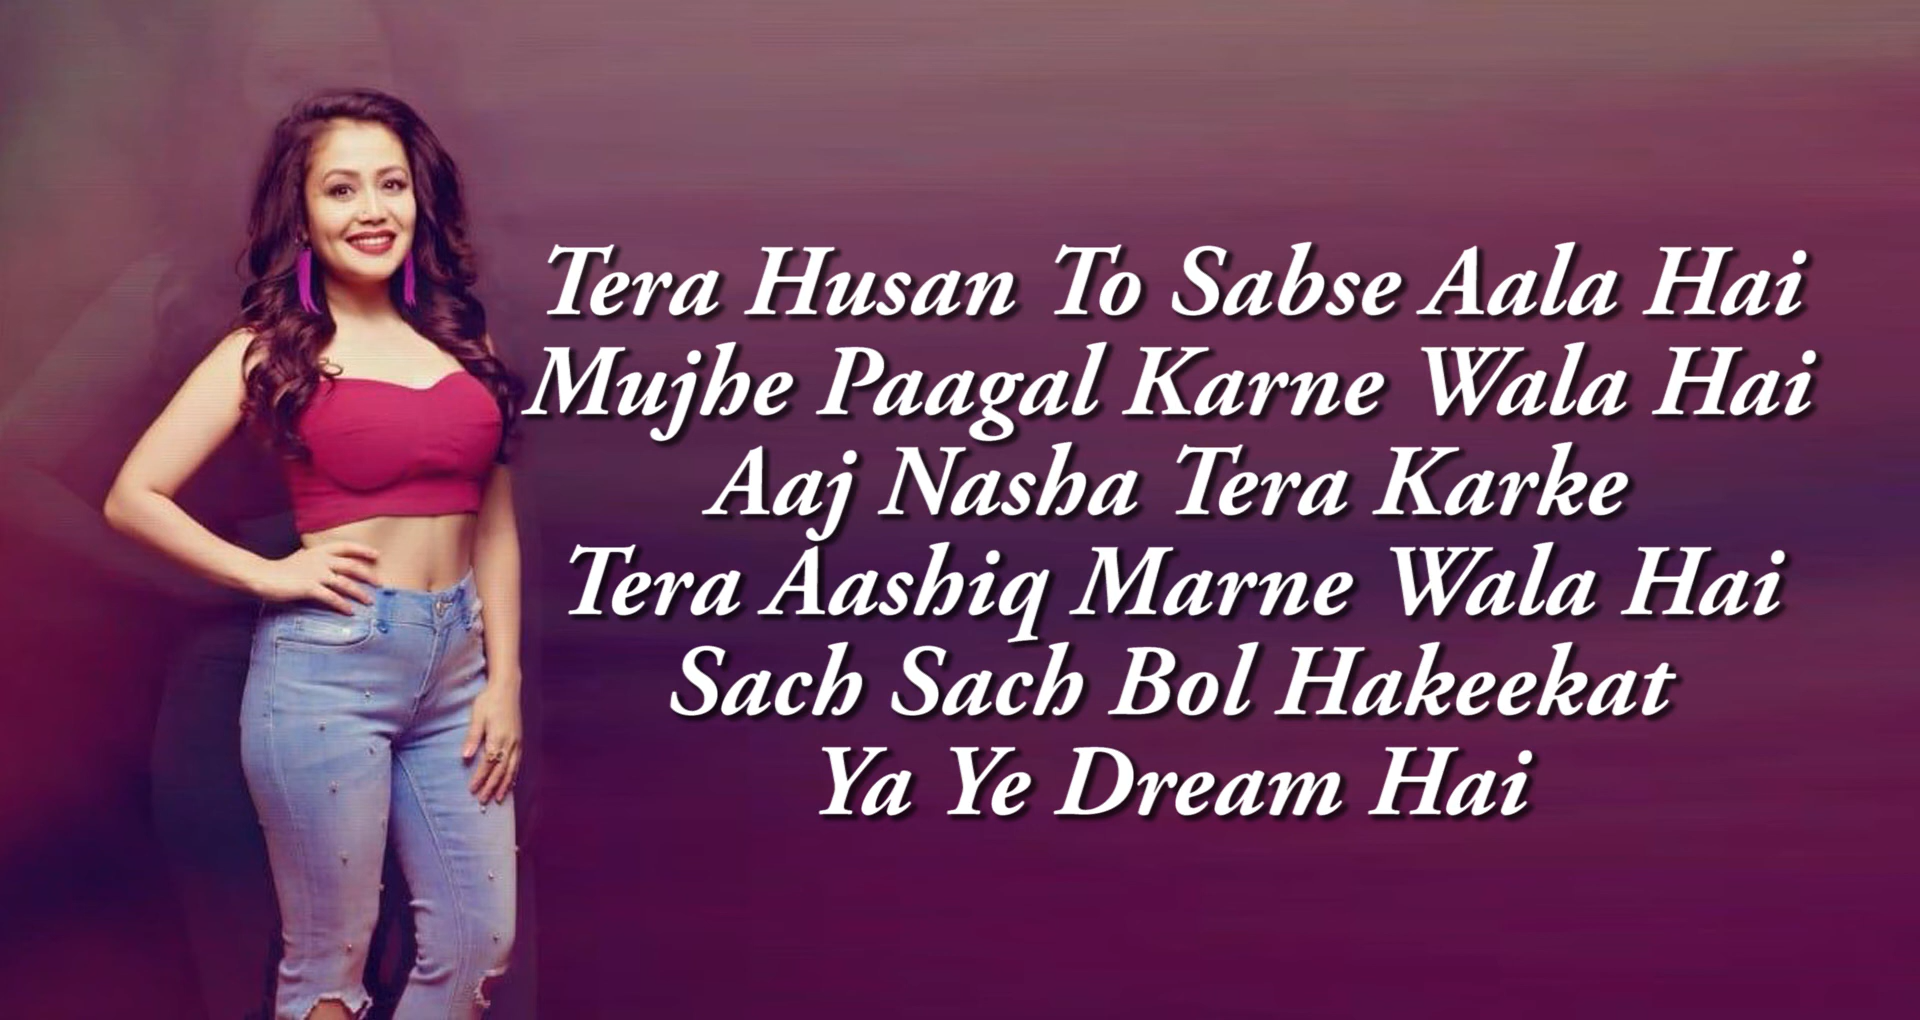 Tera Husan To Sabse Aala Hai
Mujhe Paagal Karne Wala Hai
Aaj Nasha Tera Karke
Tera Aashiq Marne Wala Hai
Sach Sach Bol Hakeekat
Ya Ye Dream Hai